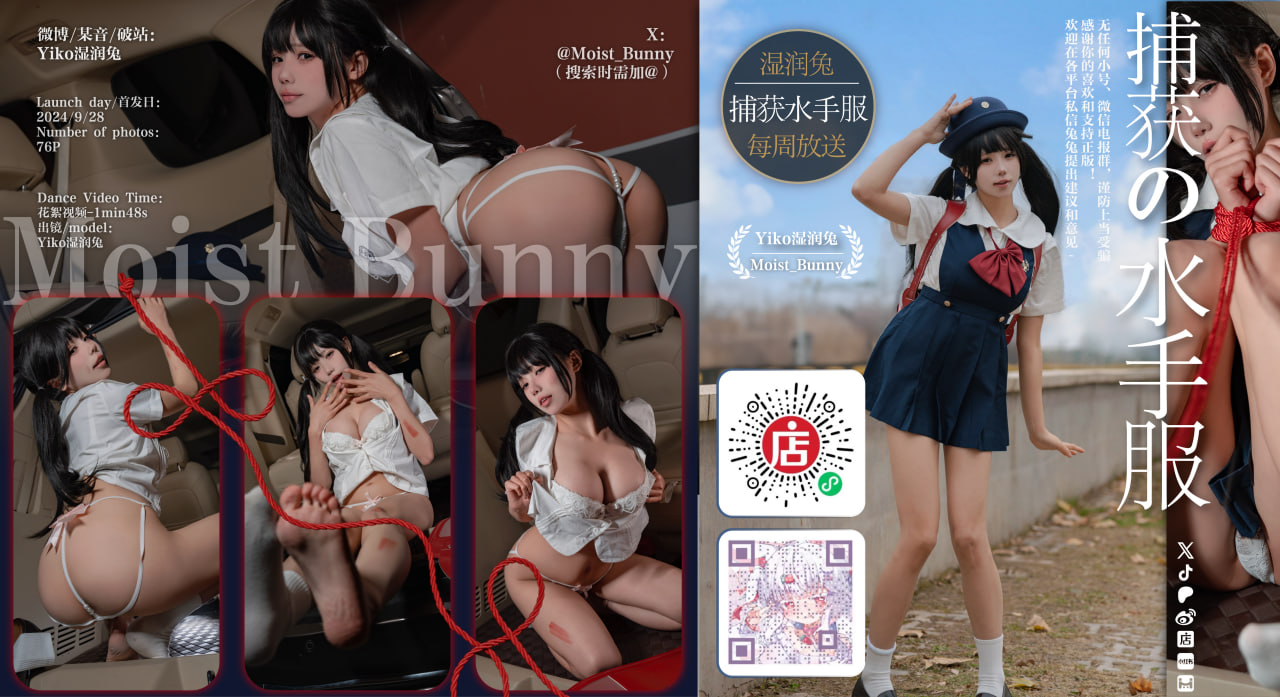 微博/某音/破站：
Yiko湿润兔
Launch day/首发日：
2024/9/28
Number of photos:
76P
Dance Video Time:
花絮视频-1min48s
出镜/model:
Yiko湿润兔
X：
@Moist_Bunny
（搜索时需加@）
Moist Bunny
湿润兔
捕获水手服
每周放送
Yiko湿润兔
Moist_Bunny
店
捕获の水手服
无任何小号、微信电报群，谨防上当受骗
感谢你的喜欢和支持正版！
欢迎在各平台私信兔兔提出建议和意见~
店
小红书